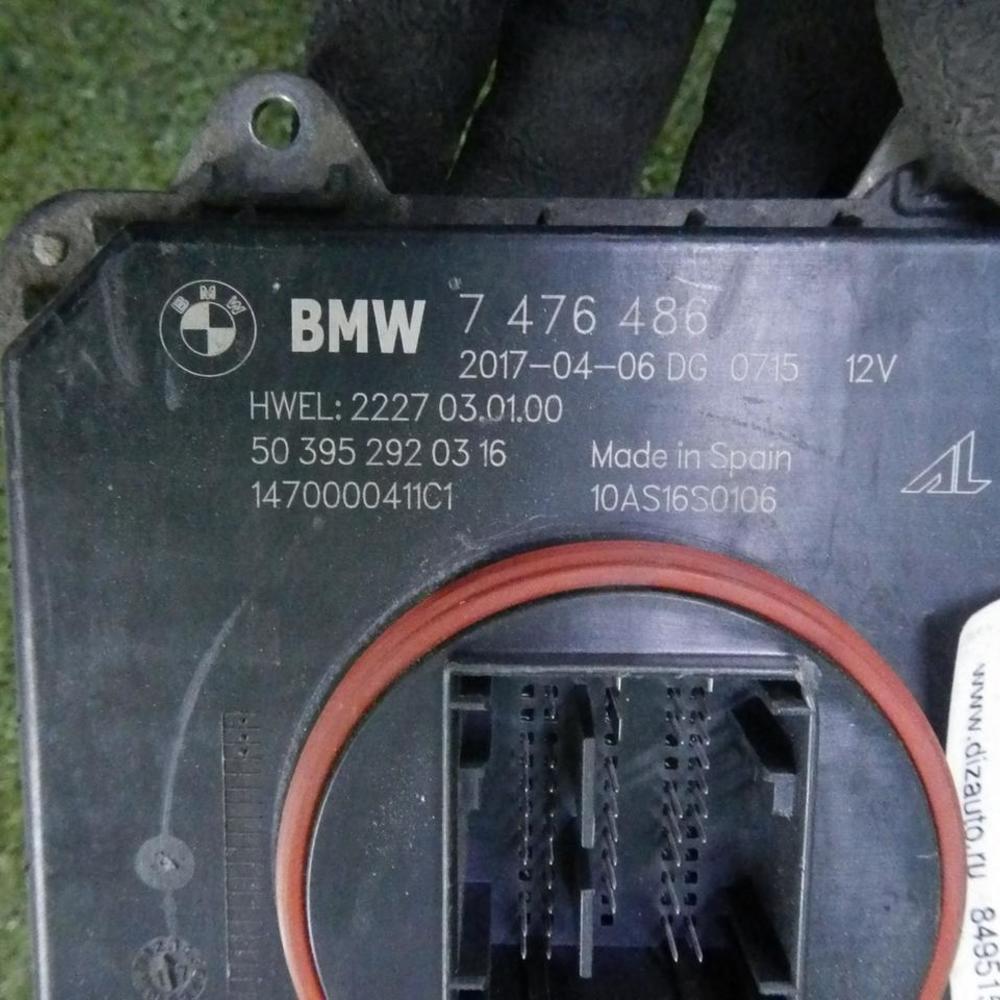 BMW
BMW 7 476 486
2017-04-06 DG 0715 12V
HWEL: 2227 03.01.00
50 395 292 03 16 Made in Spain
1470000411C1 10AS16S0106
AL
www.dizauto.ru 84951